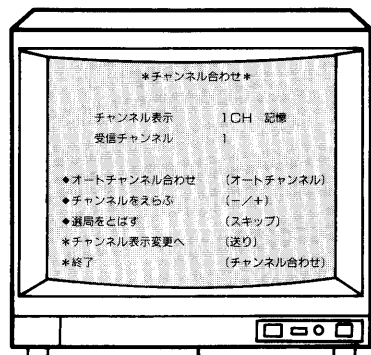 *チャンネル合わせ*
チャンネル表示 1CH 記憶
受信チャンネル 1
◆オートチャンネル合わせ (オートチャンネル)
◆チャンネルをえらぶ (−/+)
◆選局をとばす (スキップ)
*チャンネル表示変更へ (送り)
*終了 (チャンネル合わせ)